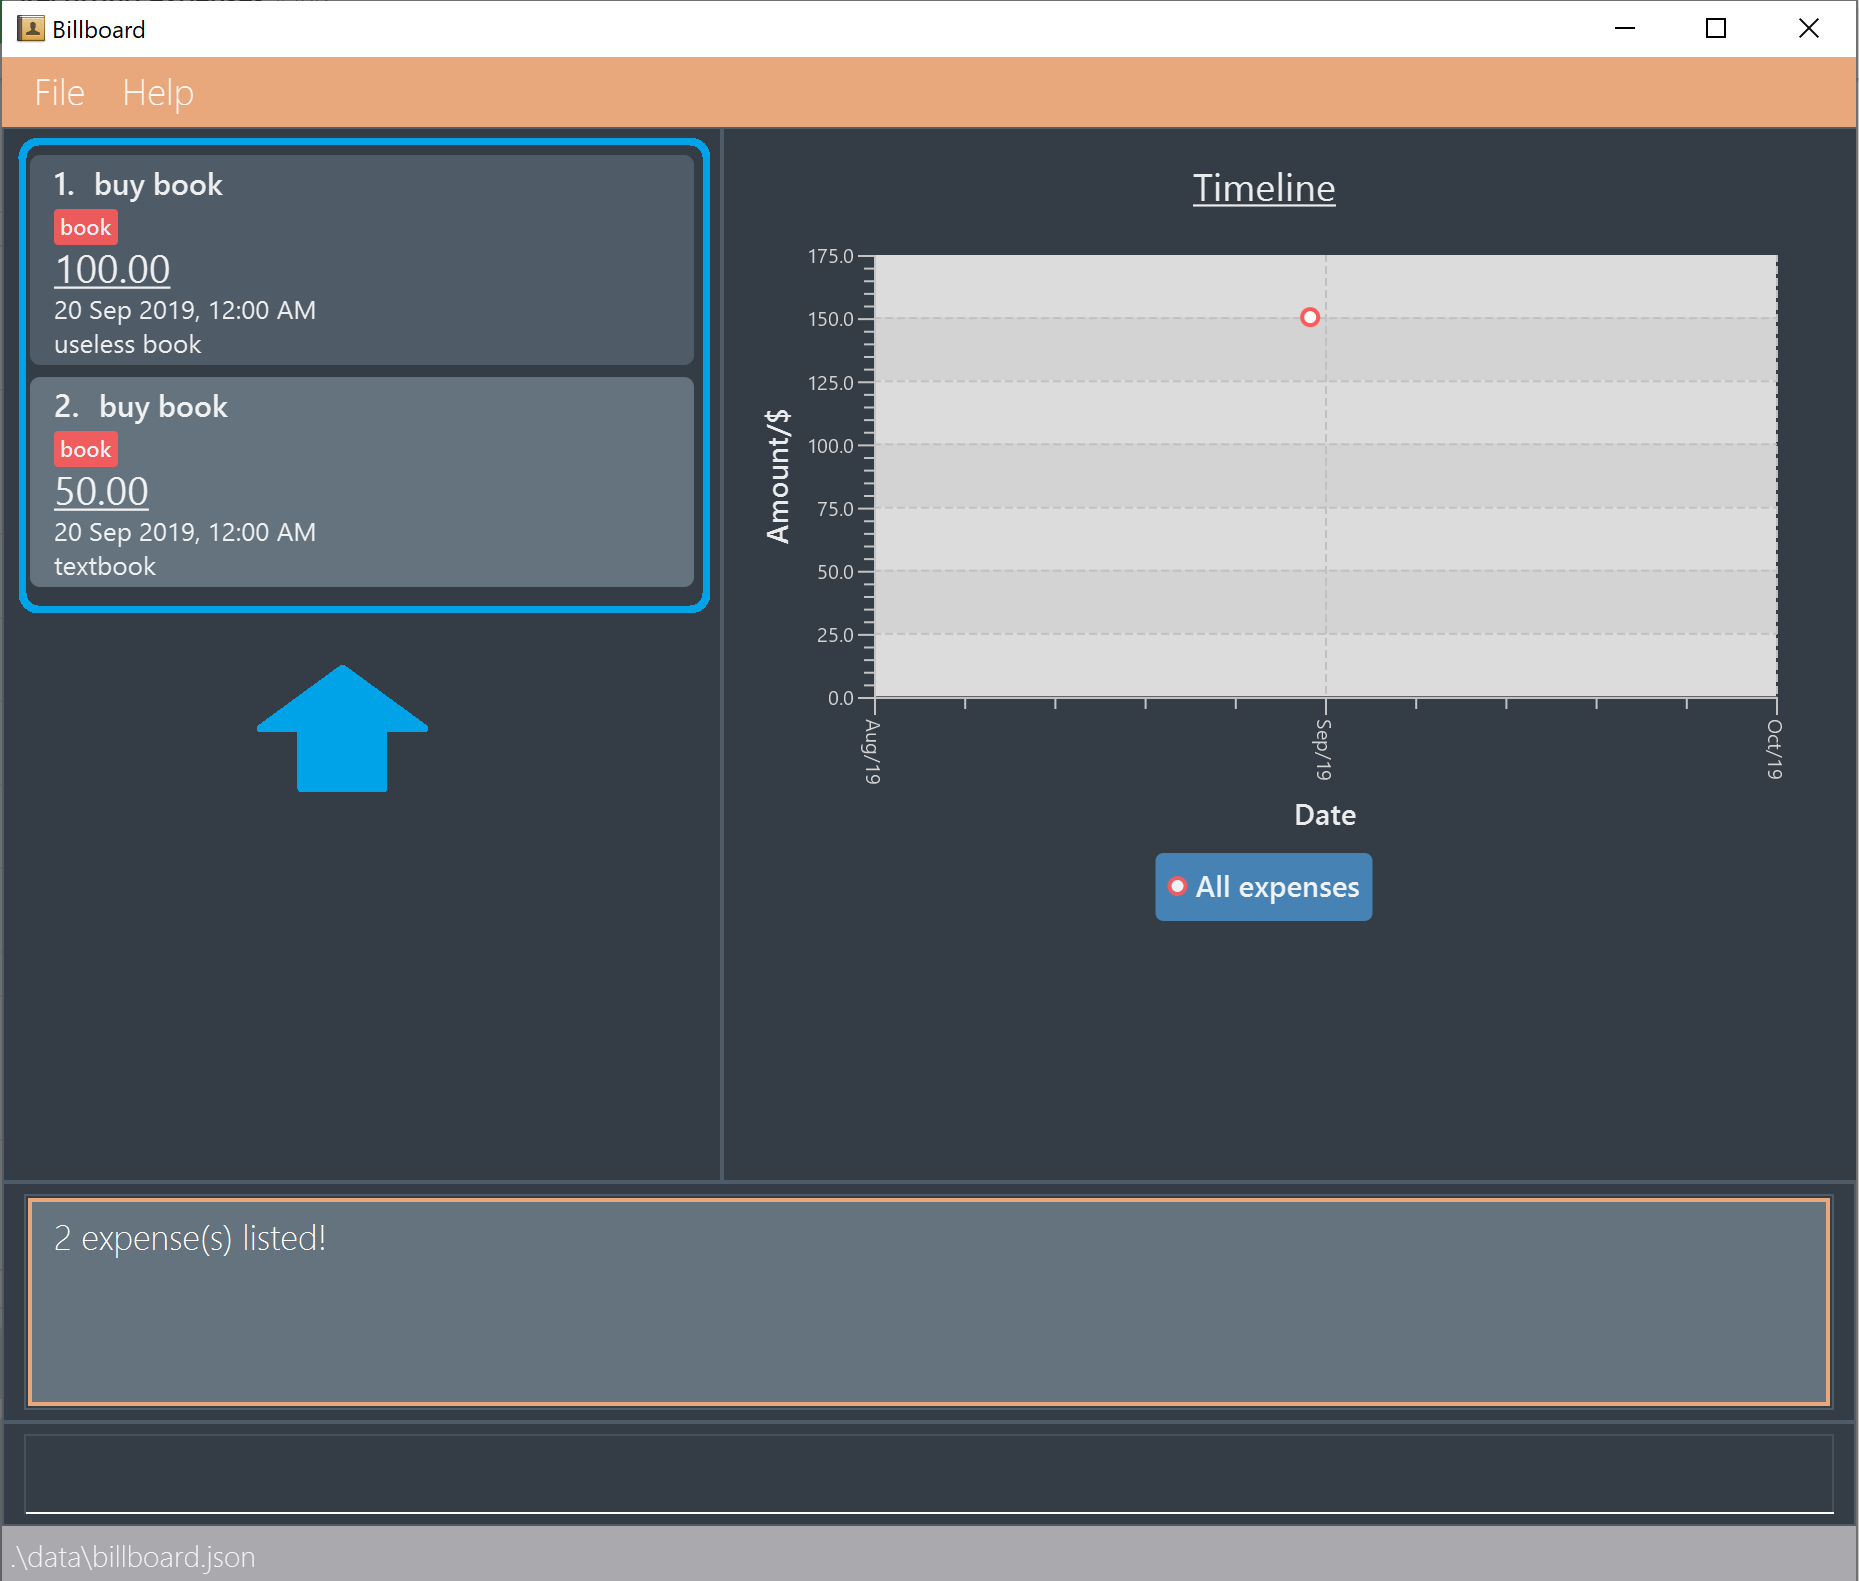 Billboard
File Help
1. buy book
book
100.00
20 Sep 2019, 12:00 AM
useless book
2. buy book
book
50.00
20 Sep 2019, 12:00 AM
textbook
Timeline
Amount/$
175.0
150.0
125.0
100.0
75.0
50.0
25.0
0.0
Aug/19
Sep/19
Oct/19
Date
All expenses
2 expense(s) listed!
.\data\billboard.json